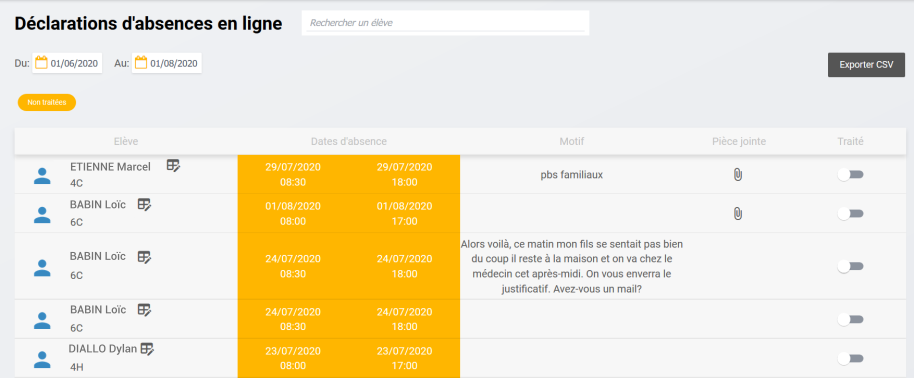 Déclarations d'absences en ligne
Rechercher un élève
Du: 01/06/2020 Au: 01/08/2020
Exporter CSV
Non traitées
Elève Dates d'absence Motif Pièce jointe Traité
ETIENNE Marcel 29/07/2020 29/07/2020
4C 08:30 18:00 pbs familiaux
BABIN Loïc 01/08/2020 01/08/2020
6C 08:00 17:00
Alors voilà, ce matin mon fils se sentait pas bien
BABIN Loïc 24/07/2020 24/07/2020 du coup il reste à la maison et on va chez le
6C 08:30 18:00 médecin cet après-midi. On vous enverra le
justificatif. Avez-vous un mail?
BABIN Loïc 24/07/2020 24/07/2020
6C 08:30 18:00
DIALLO Dylan 23/07/2020 23/07/2020
4H 08:00 17:00